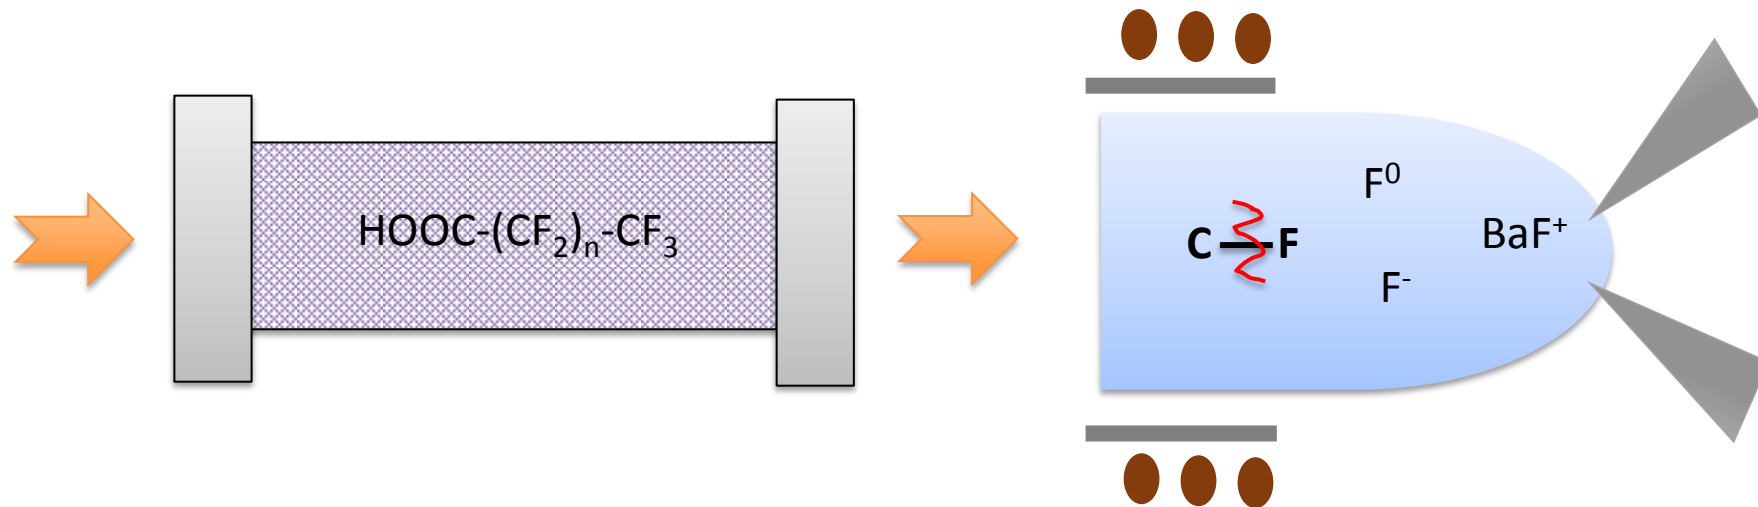 HOOC-(CF₂)ₙ-CF₃
C F
F⁰
F⁻
BaF⁺